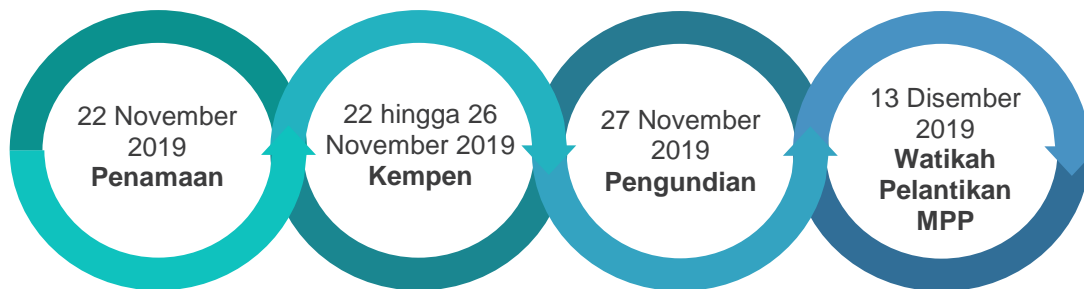 22 November
2019
Penamaan
22 hingga 26
November 2019
Kempen
27 November
2019
Pengundian
13 Disember
2019
Watikah
Pelantikan
MPP